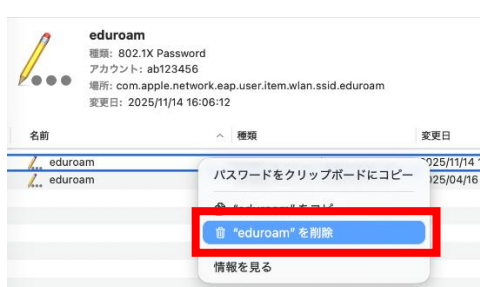 eduroam
種類: 802.1X Password
アカウント: ab123456
場所: com.apple.network.eap.user.item.wlan.ssid.eduroam
変更日: 2025/11/14 16:06:12
名前 種類 変更日
eduroam 2025/11/14
eduroam 2025/04/16
パスワードをクリップボードにコピー
"eduroam" を削除
情報を見る